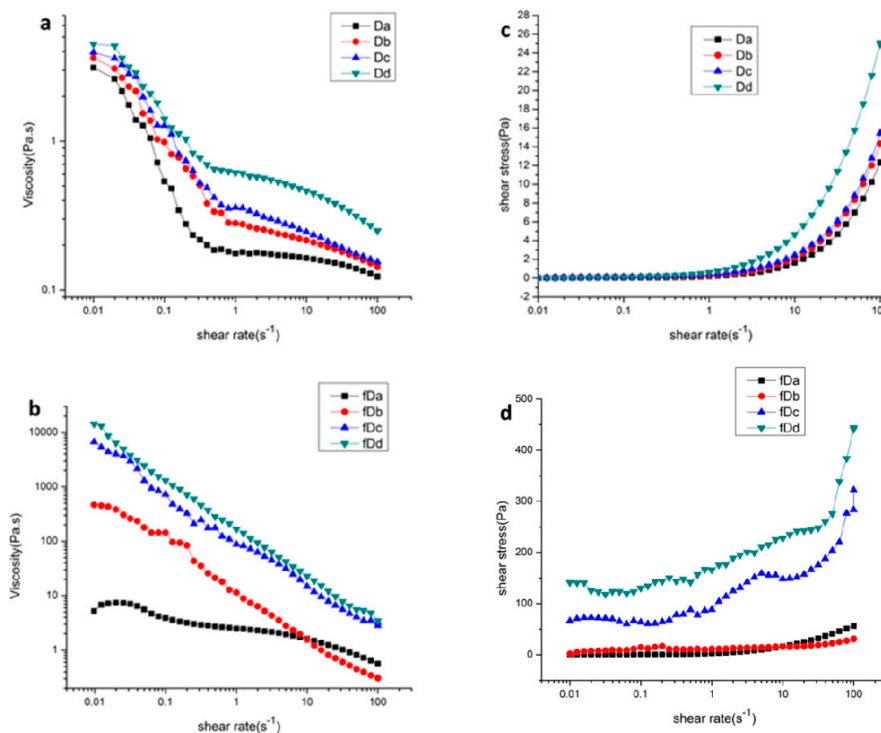 a
Da
Db
Dc
Dd
1
0.1
Viscosity(Pa.s)
0.01 0.1 1 10 100
shear rate(s⁻¹)
c
Da
Db
Dc
Dd
28
26
24
22
20
18
16
14
12
10
8
6
4
2
0
-2
shear stress(Pa)
0.01 0.1 1 10
shear rate(s⁻¹)
b
fDa
fDb
fDc
fDd
10000
1000
100
10
1
Viscosity(Pa.s)
0.01 0.1 1 10 100
shear rate(s⁻¹)
d
fDa
fDb
fDc
fDd
500
400
300
200
100
0
shear stress(Pa)
0.01 0.1 1 10 100
shear rate(s⁻¹)